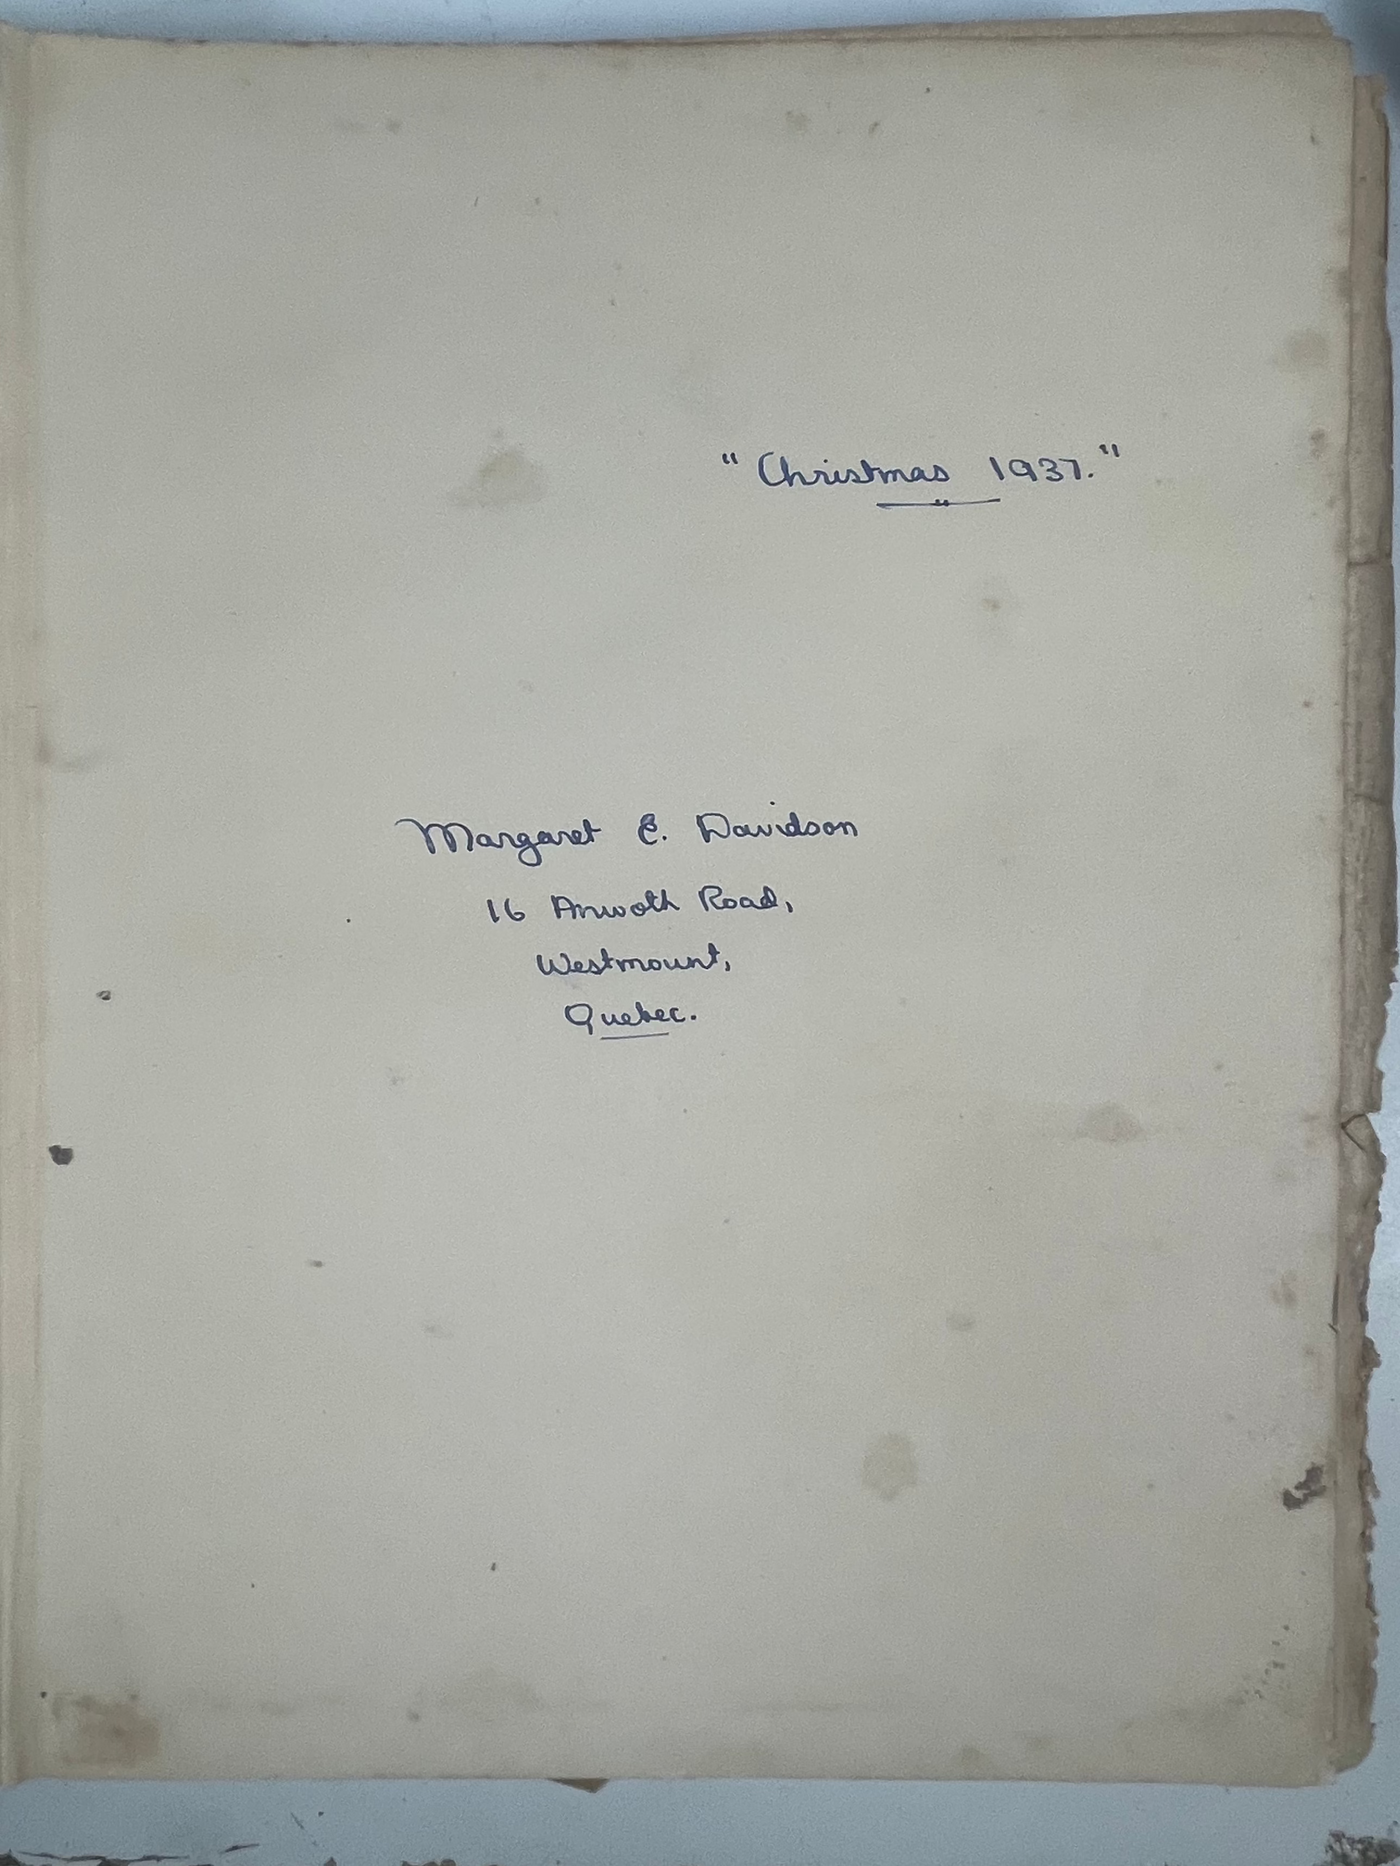 "Christmas 1937."
Margaret E. Davidson
16 Anwoth Road,
Westmount,
Quebec.